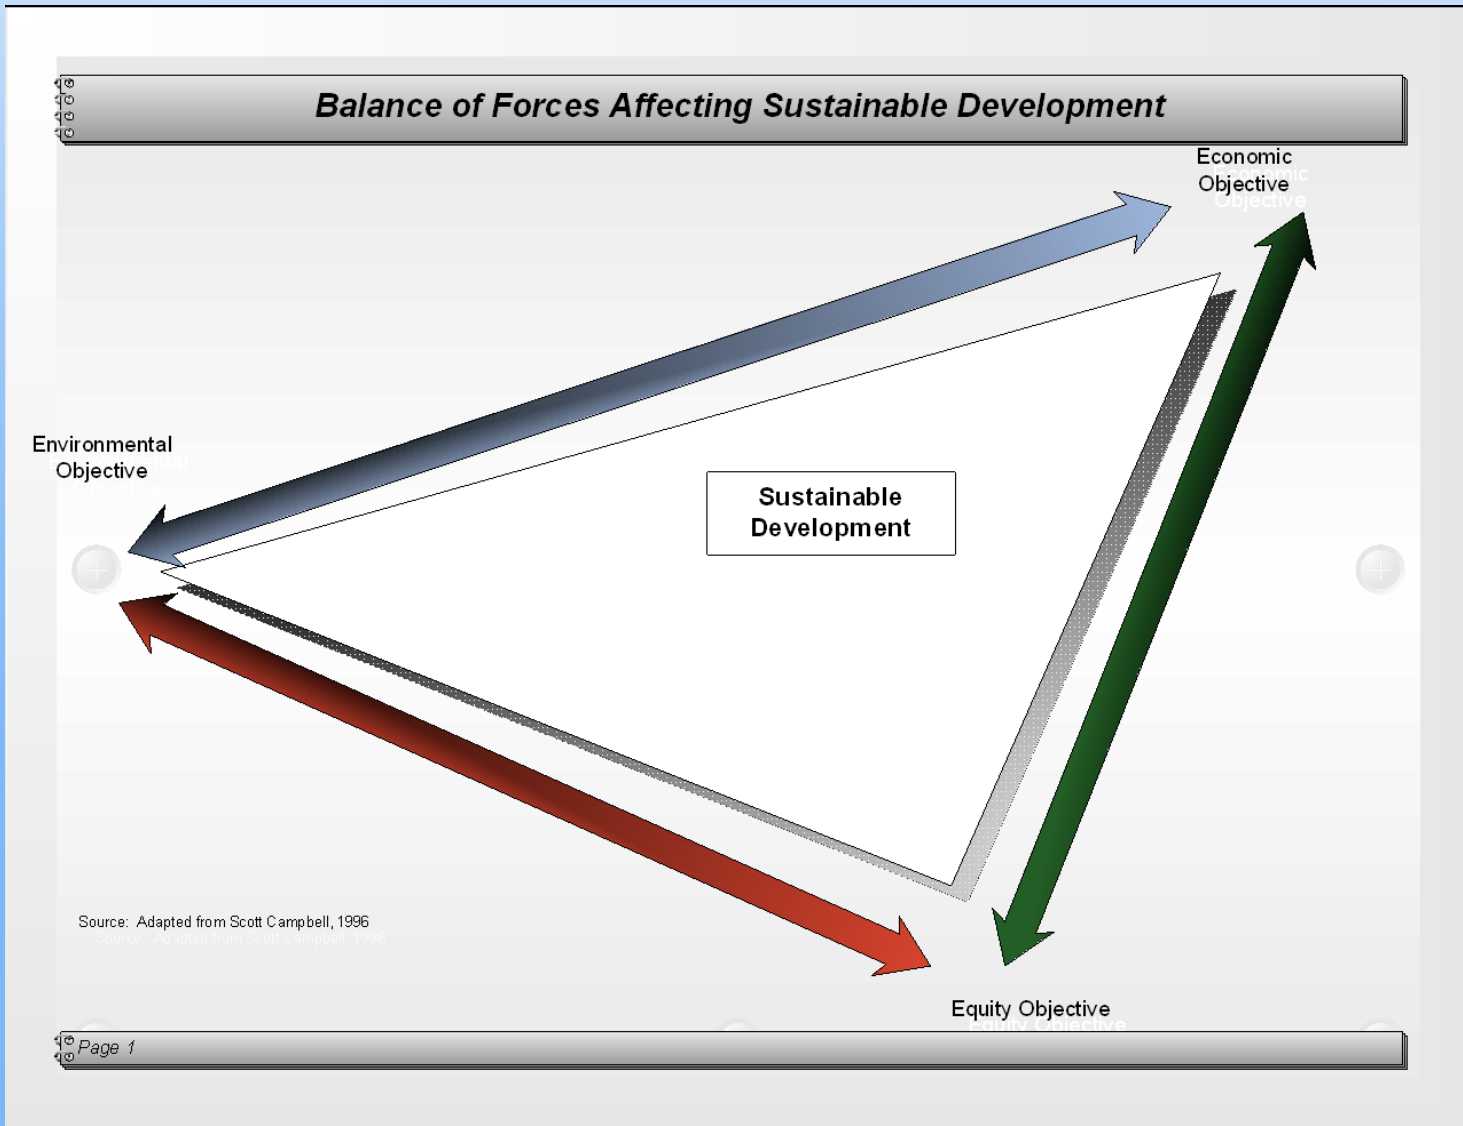 Balance of Forces Affecting Sustainable Development
Economic
Objective
Environmental
Objective
Sustainable
Development
Source: Adapted from Scott Campbell, 1996
Equity Objective
Page 1